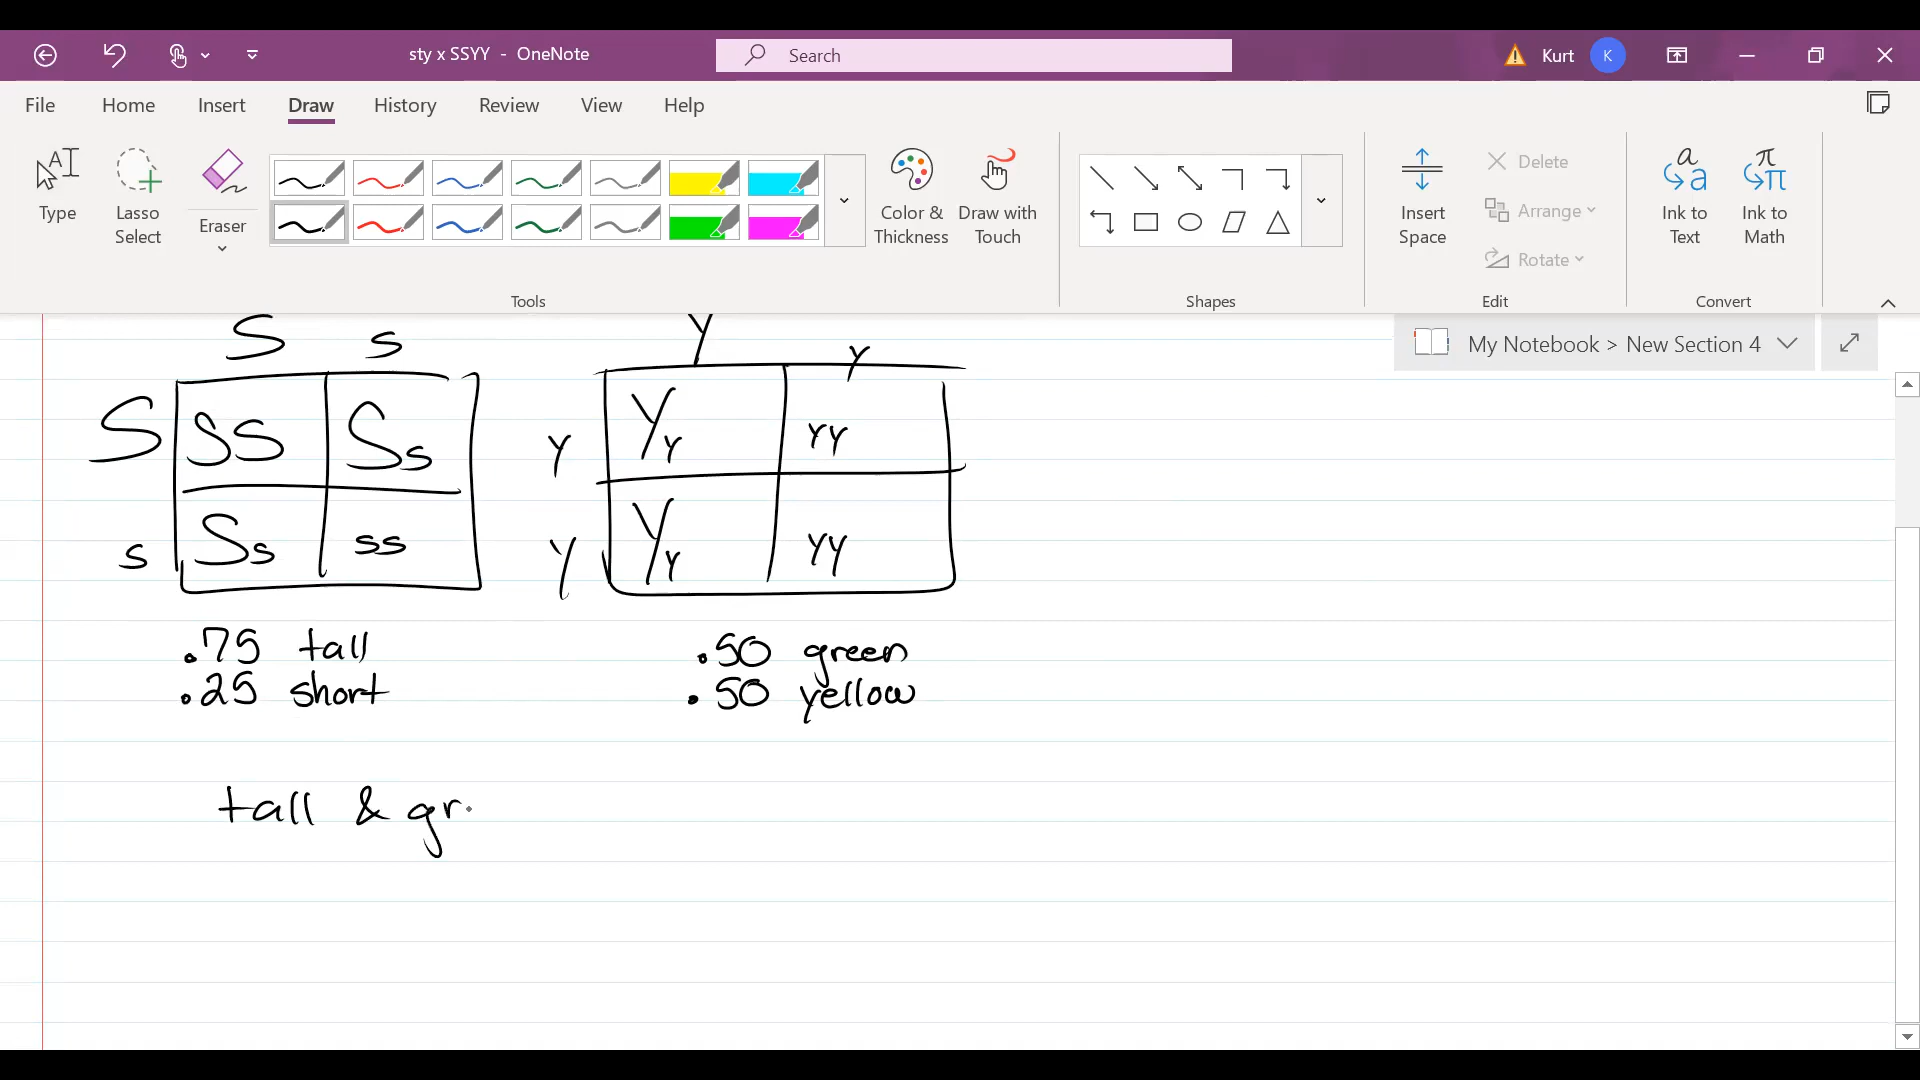 sty x SSYY - OneNote
Search
Kurt
K
File Home Insert Draw History Review View Help
Type
Lasso Select
Eraser
Color & Thickness
Draw with Touch
Insert Space
Delete
Arrange
Rotate
Ink to Text
Ink to Math
Tools
Shapes
Edit
Convert
My Notebook > New Section 4
S s
S SS Ss
s Ss ss
Y y
y Yy yy
y Yy yy
.75 tall
.25 short
.50 green
.50 yellow
tall & gr